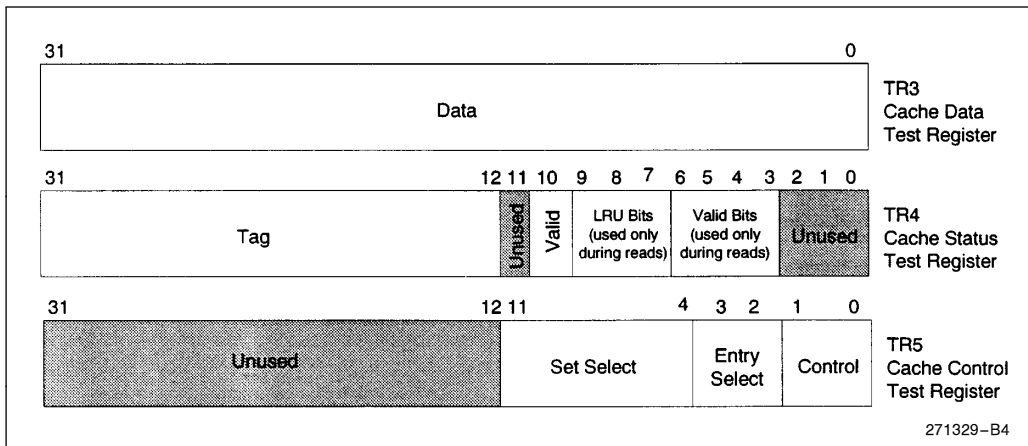 31 0
Data
TR3
Cache Data
Test Register
31 12 11 10 9 8 7 6 5 4 3 2 1 0
Tag
Unused
Valid
LRU Bits
(used only
during reads)
Valid Bits
(used only
during reads)
Unused
TR4
Cache Status
Test Register
31 12 11 4 3 2 1 0
Unused
Set Select
Entry
Select
Control
TR5
Cache Control
Test Register
271329–B4